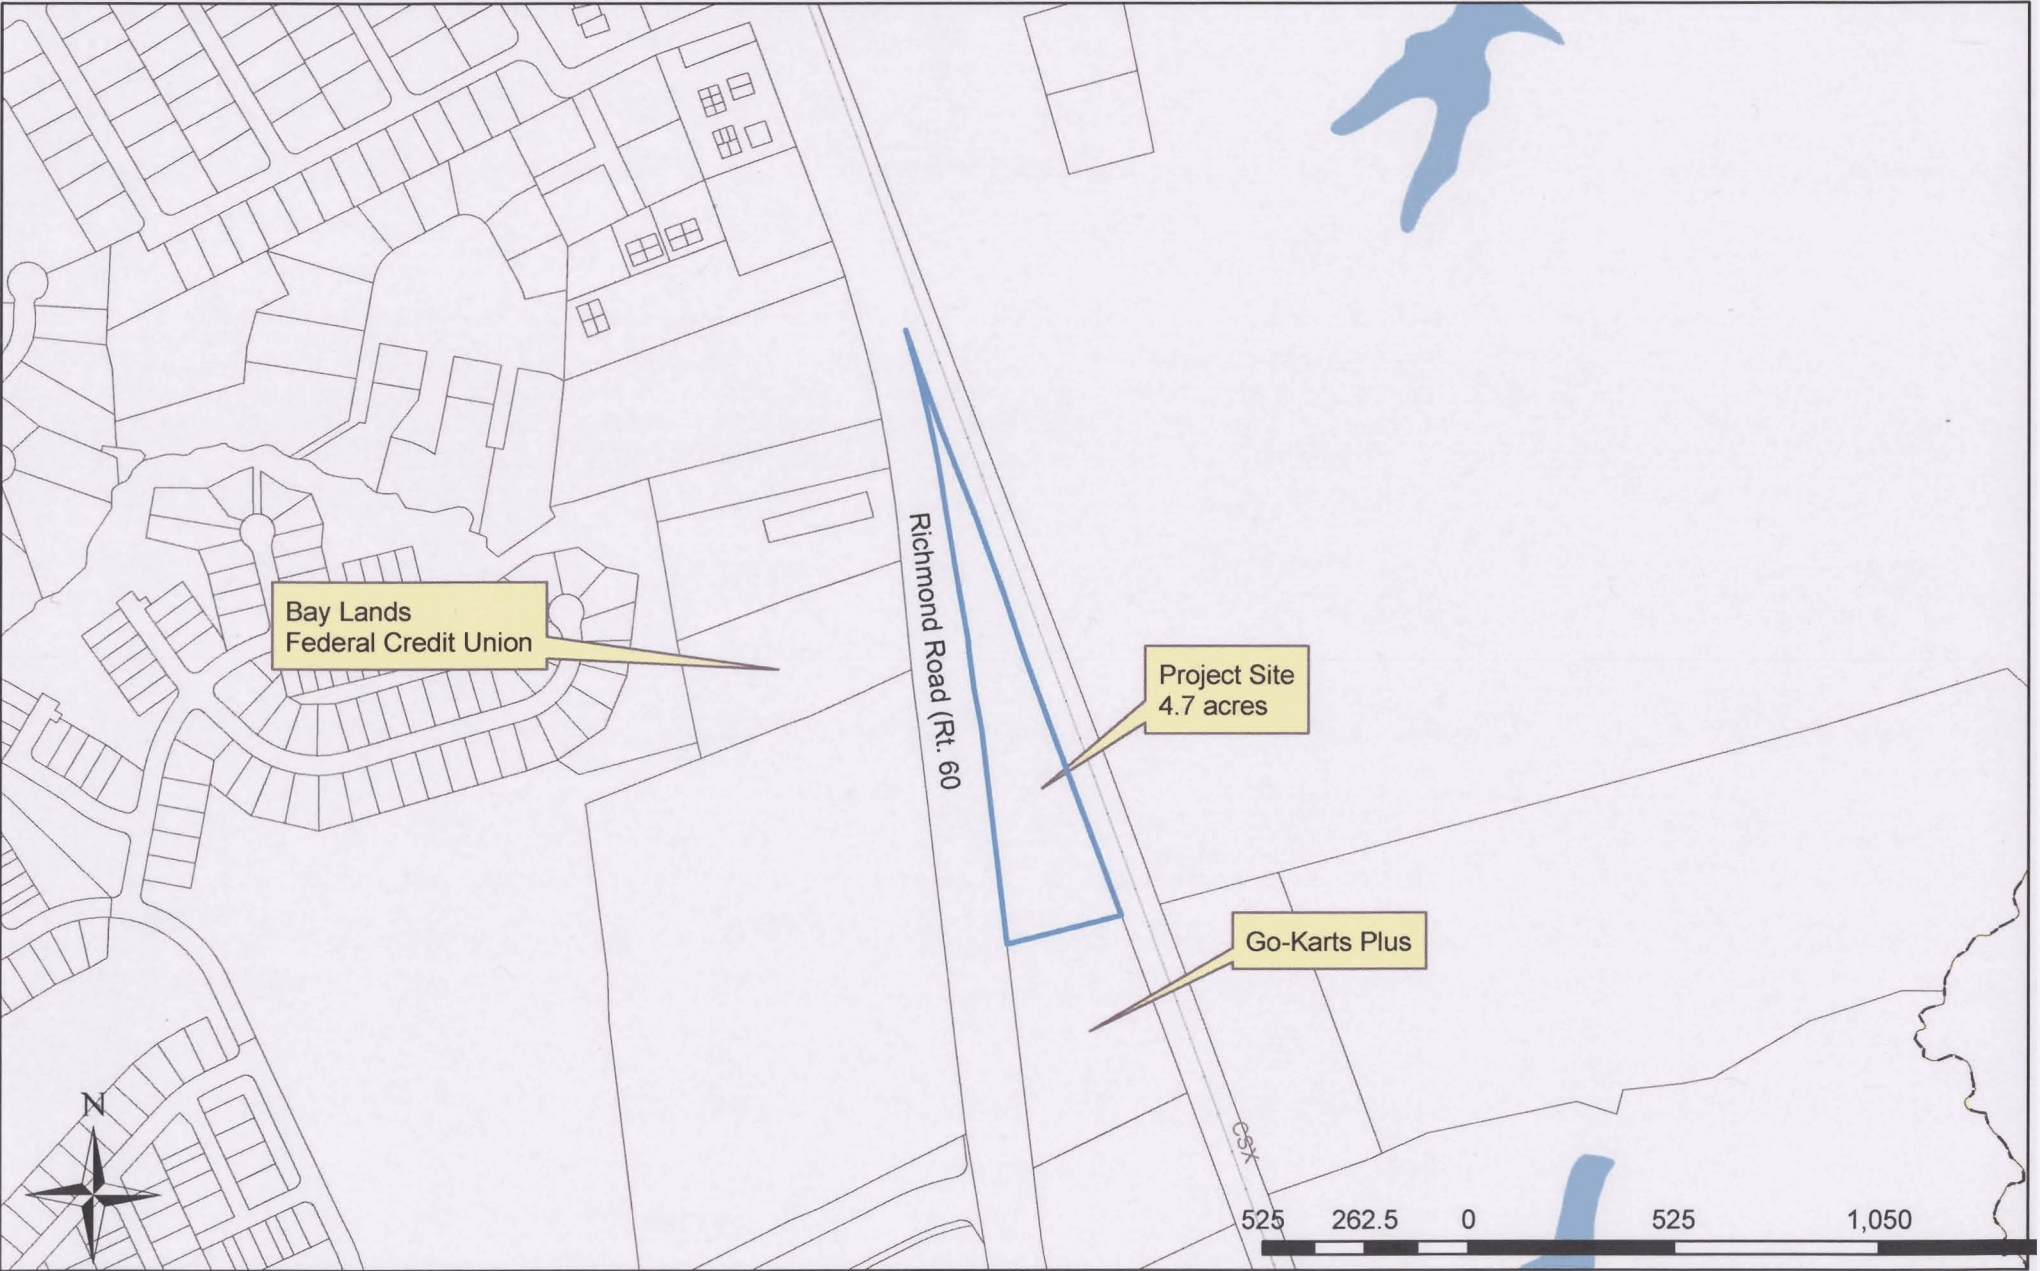 Bay Lands
Federal Credit Union
Richmond Road (Rt. 60
Project Site
4.7 acres
Go-Karts Plus
CSX
N
525 262.5 0 525 1,050